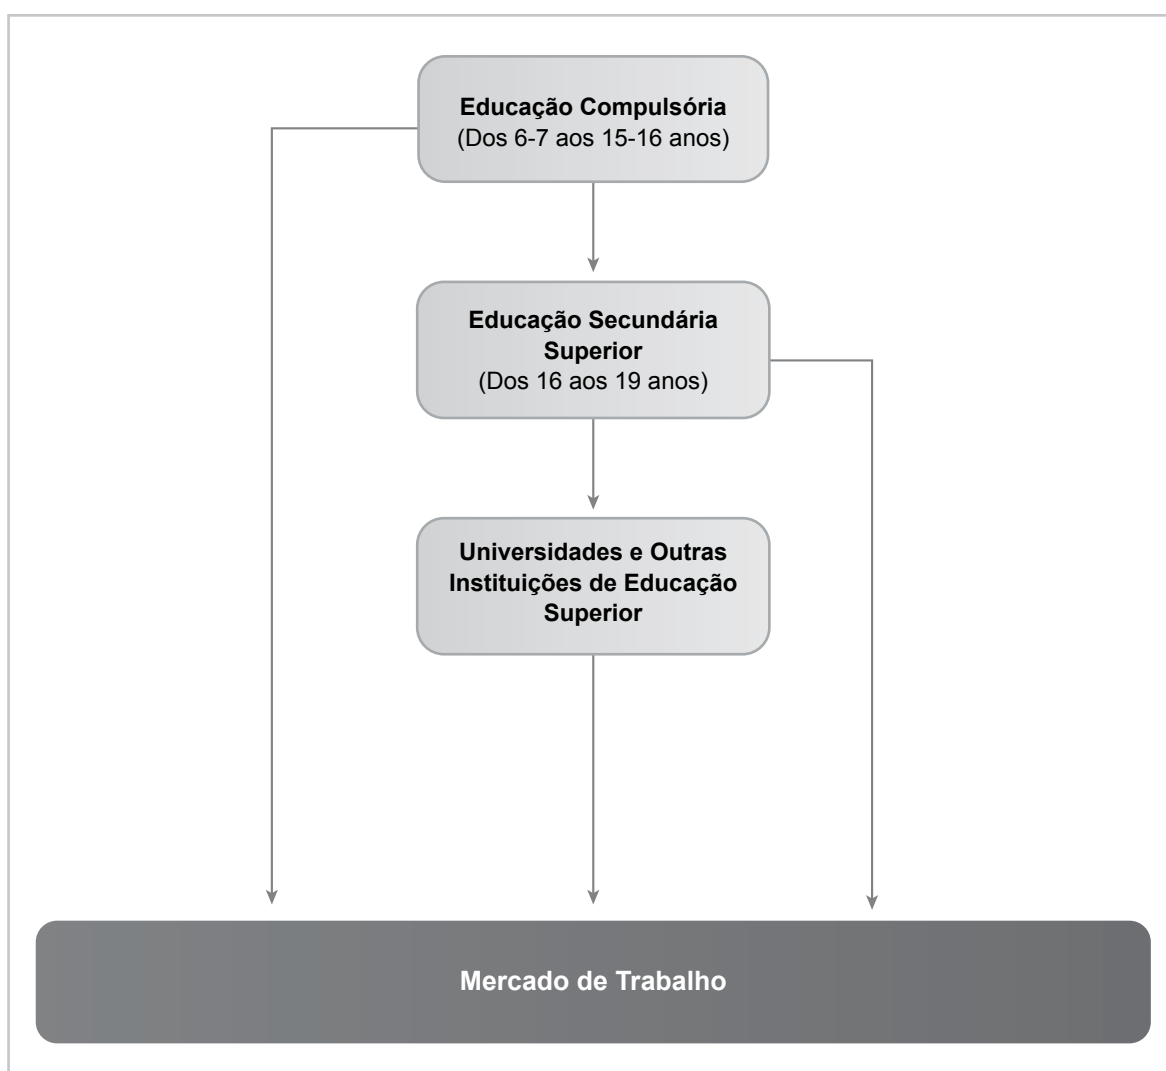 Educação Compulsória
(Dos 6-7 aos 15-16 anos)
Educação Secundária
Superior
(Dos 16 aos 19 anos)
Universidades e Outras
Instituições de Educação
Superior
Mercado de Trabalho